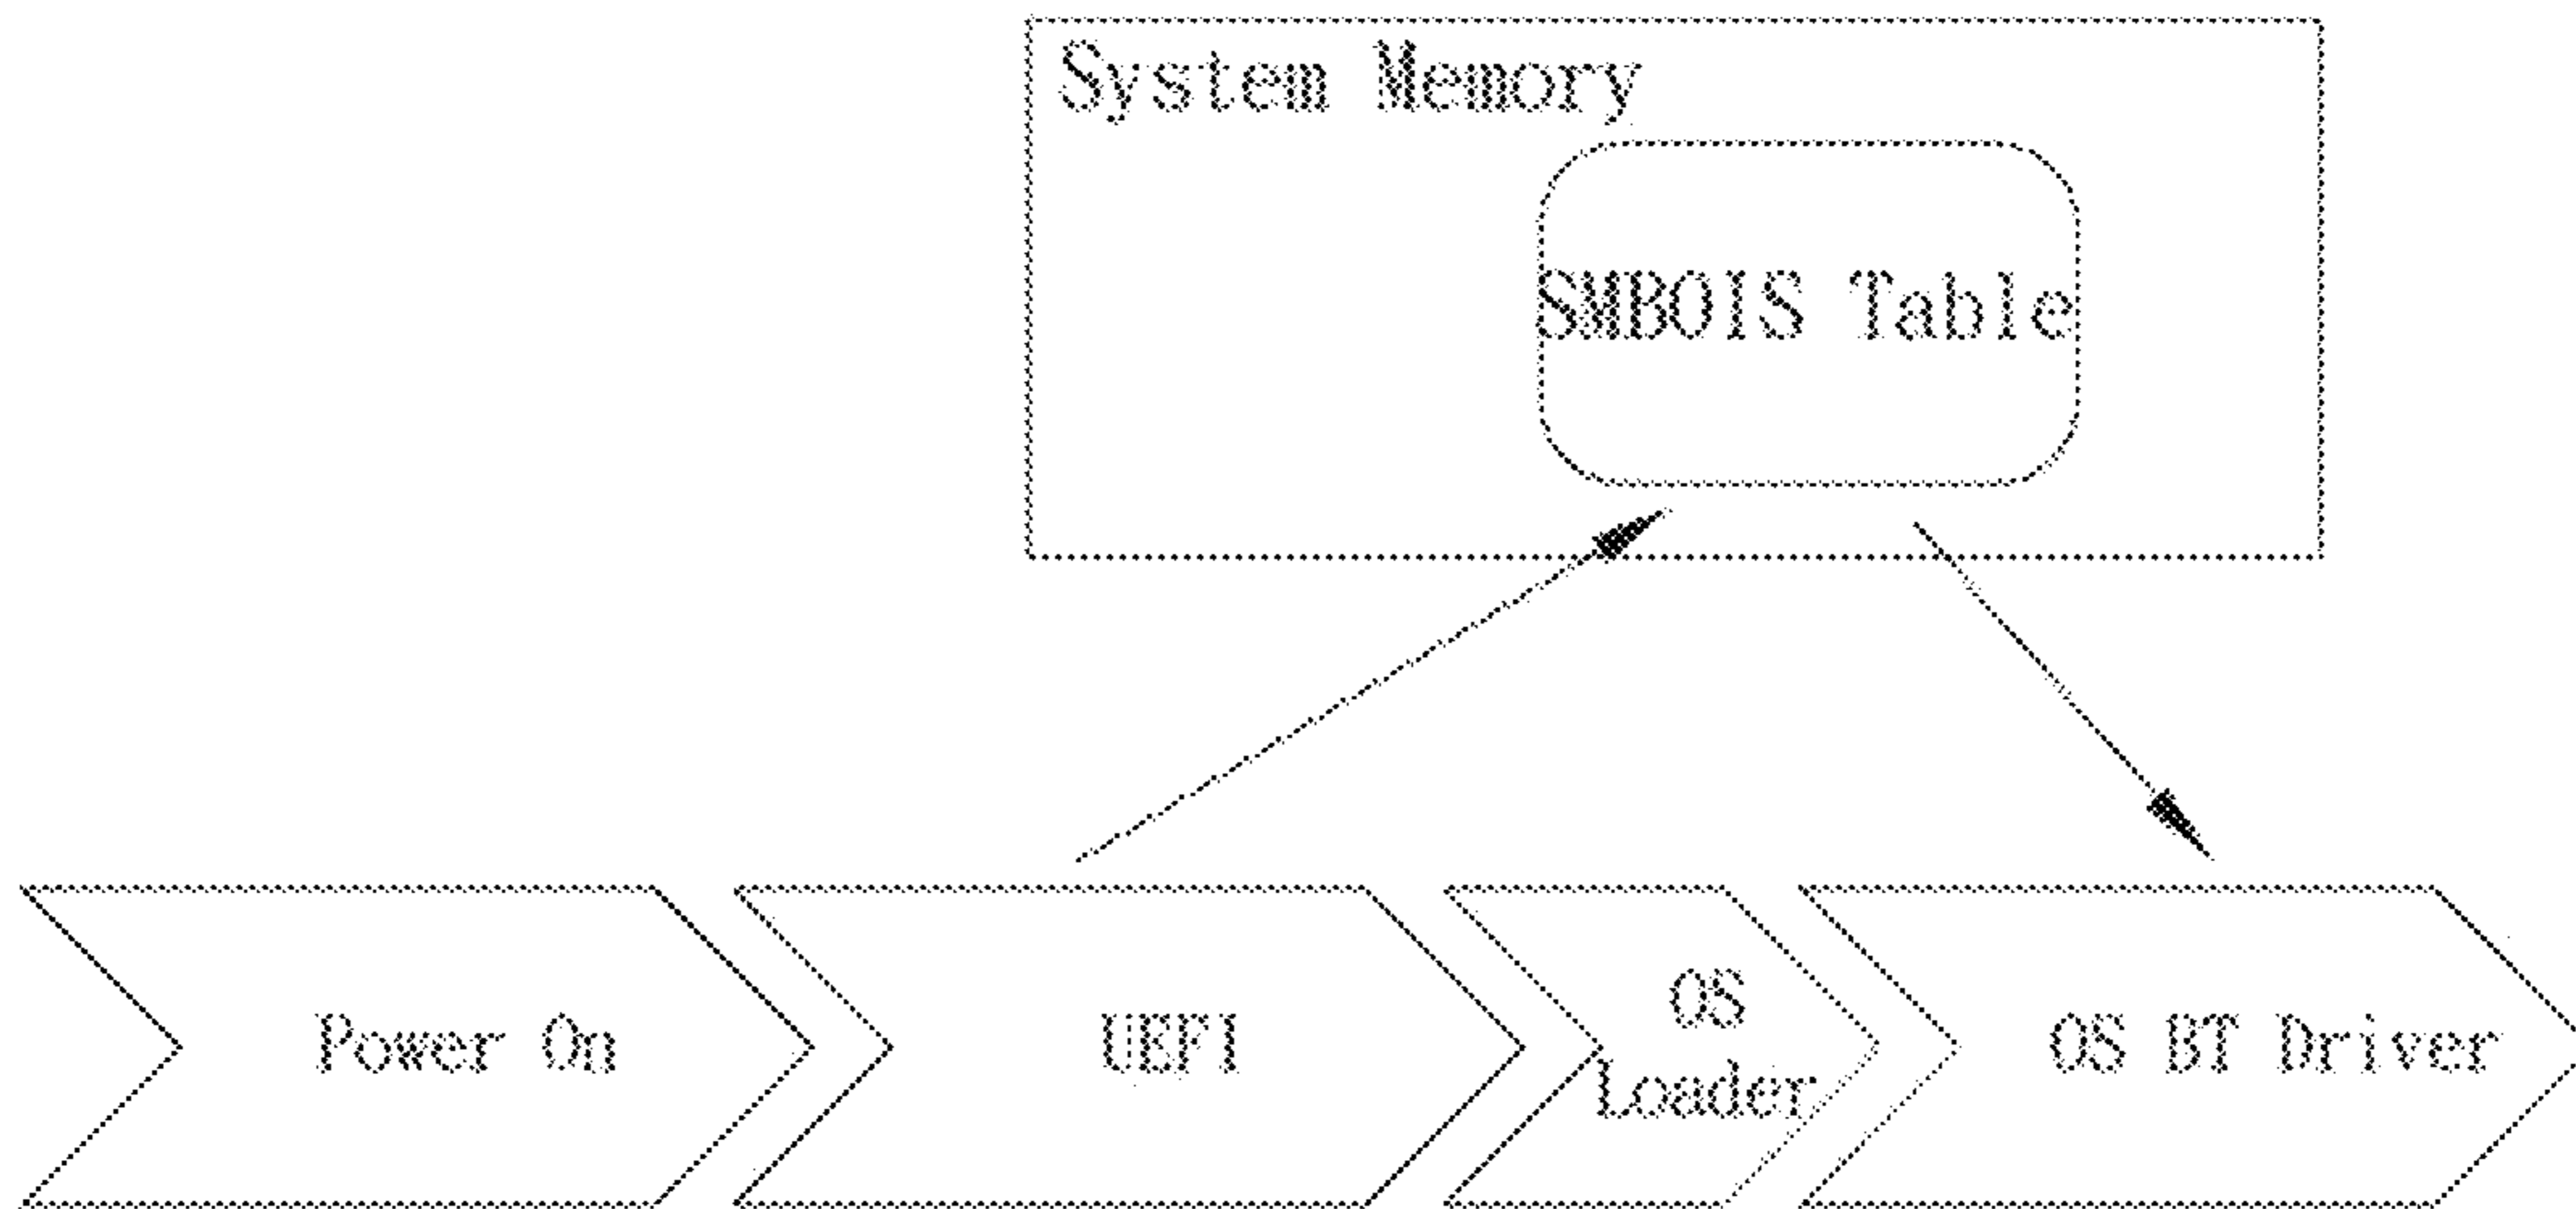 System Memory
SMBOIS Table
Power On
UEFI
OS
Loader
OS BT Driver